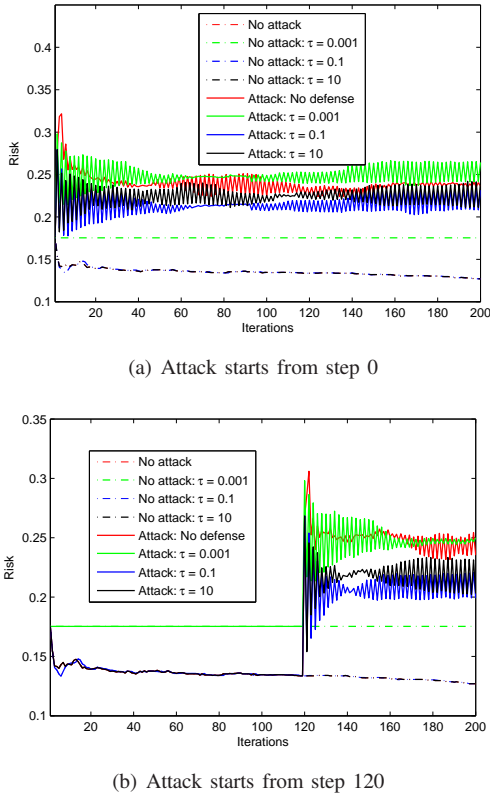 0.45
0.4
0.35
0.3
0.25
0.2
0.15
0.1
Risk
No attack
No attack: τ = 0.001
No attack: τ = 0.1
No attack: τ = 10
Attack: No defense
Attack: τ = 0.001
Attack: τ = 0.1
Attack: τ = 10
20 40 60 80 100 120 140 160 180 200
Iterations
(a) Attack starts from step 0
0.35
0.3
0.25
0.2
0.15
0.1
Risk
No attack
No attack: τ = 0.001
No attack: τ = 0.1
No attack: τ = 10
Attack: No defense
Attack: τ = 0.001
Attack: τ = 0.1
Attack: τ = 10
20 40 60 80 100 120 140 160 180 200
Iterations
(b) Attack starts from step 120